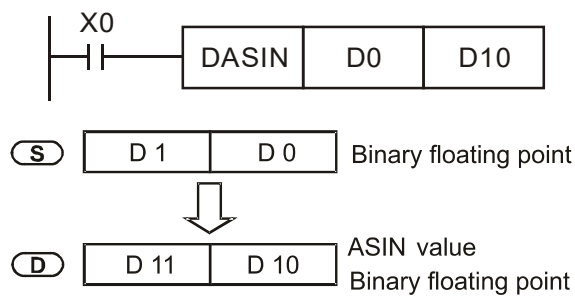 X0
DASIN D0 D10
S D 1 D 0 Binary floating point
D D 11 D 10 ASIN value
Binary floating point